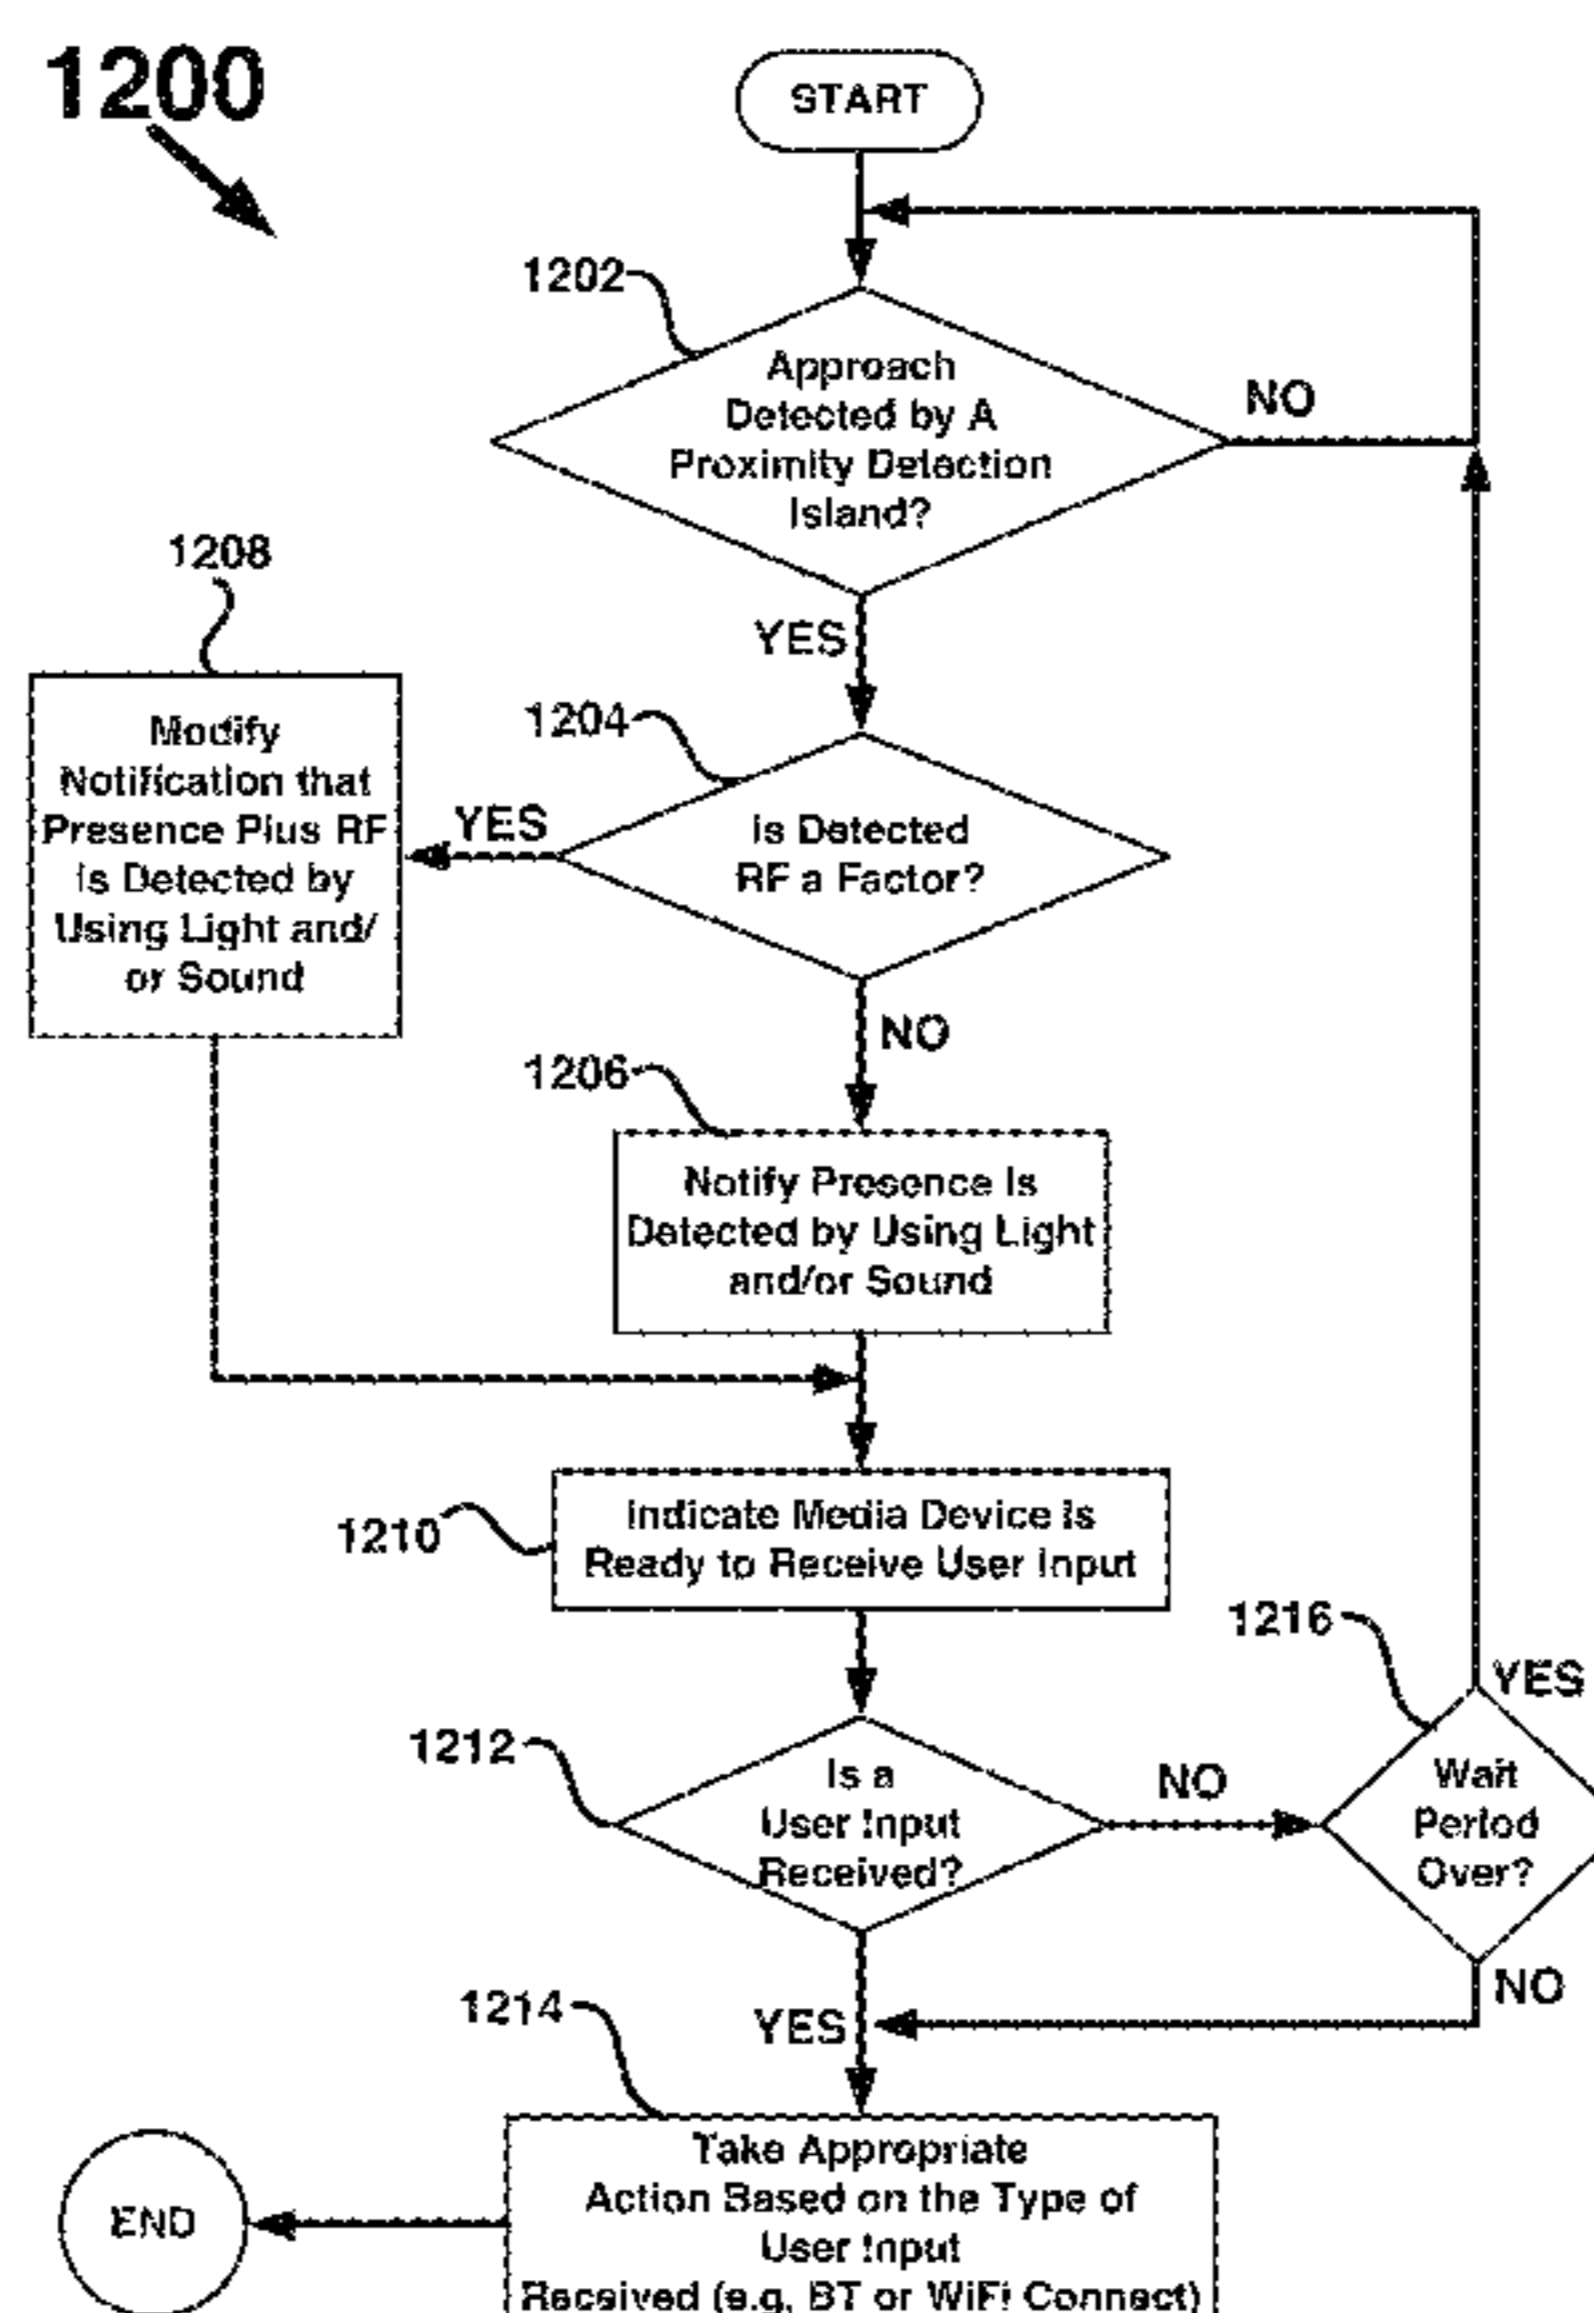 1200
START
1202
Approach
Detected by A
Proximity Detection
Island?
NO
YES
1208
Modify
Notification that
Presence Plus RF
is Detected by
Using Light and/
or Sound
1204
YES
Is Detected
RF a Factor?
NO
1206
Notify Presence Is
Detected by Using Light
and/or Sound
1210
Indicate Media Device Is
Ready to Receive User Input
1216
YES
1212
Is a
User Input
Received?
NO
Wait
Period
Over?
NO
1214
YES
Take Appropriate
Action Based on the Type of
User Input
Received (e.g. BT or WiFi Connect)
END